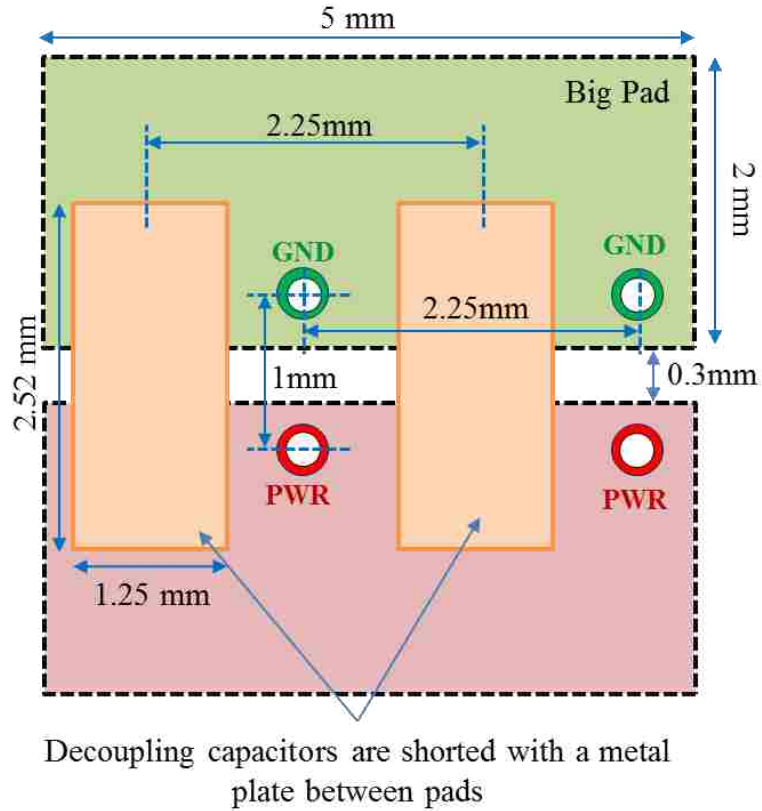 5 mm
Big Pad
2.25mm
2 mm
GND
GND
2.25mm
2.52 mm
1mm
0.3mm
PWR
PWR
1.25 mm
Decoupling capacitors are shorted with a metal
plate between pads